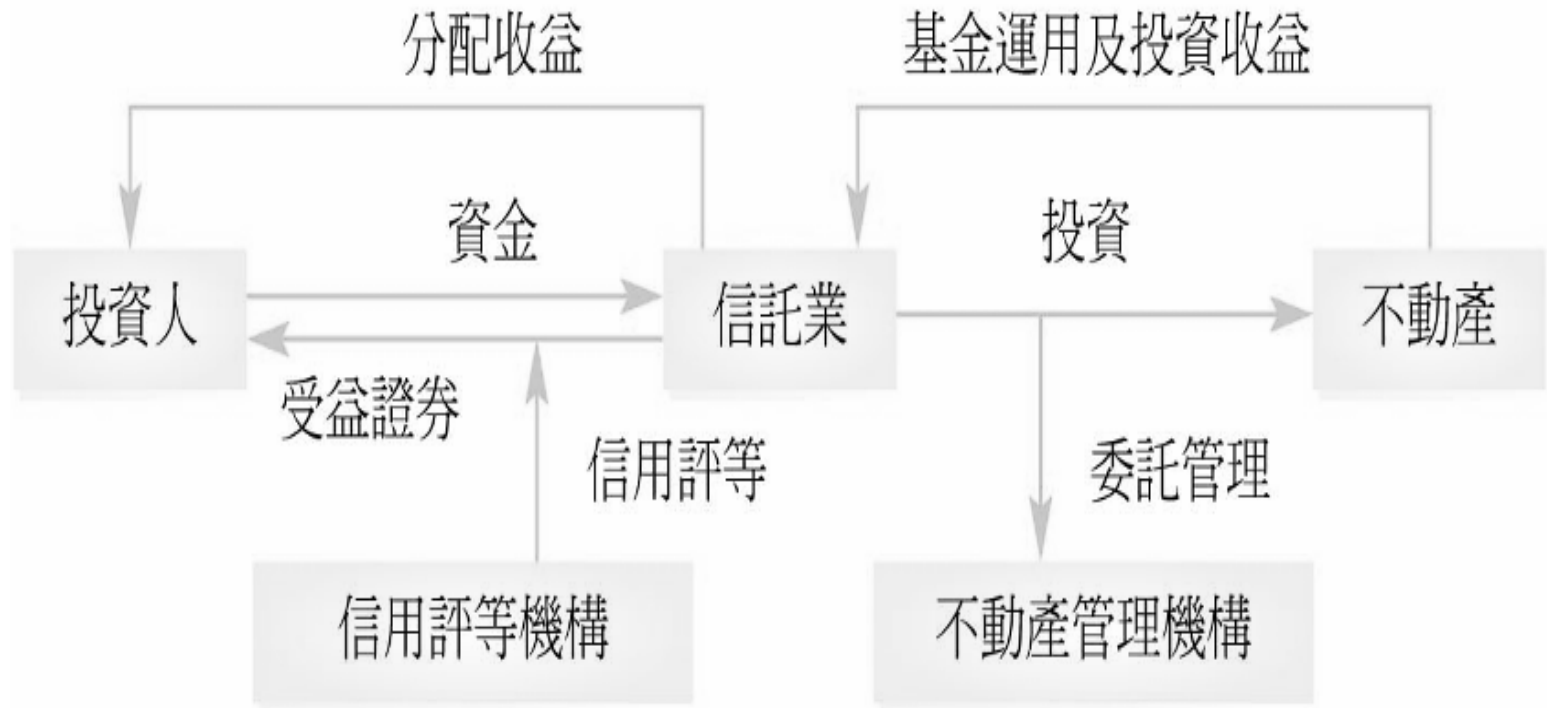 分配收益
基金運用及投資收益
資金
投資
投資人
信託業
不動產
受益證券
信用評等
委託管理
信用評等機構
不動產管理機構